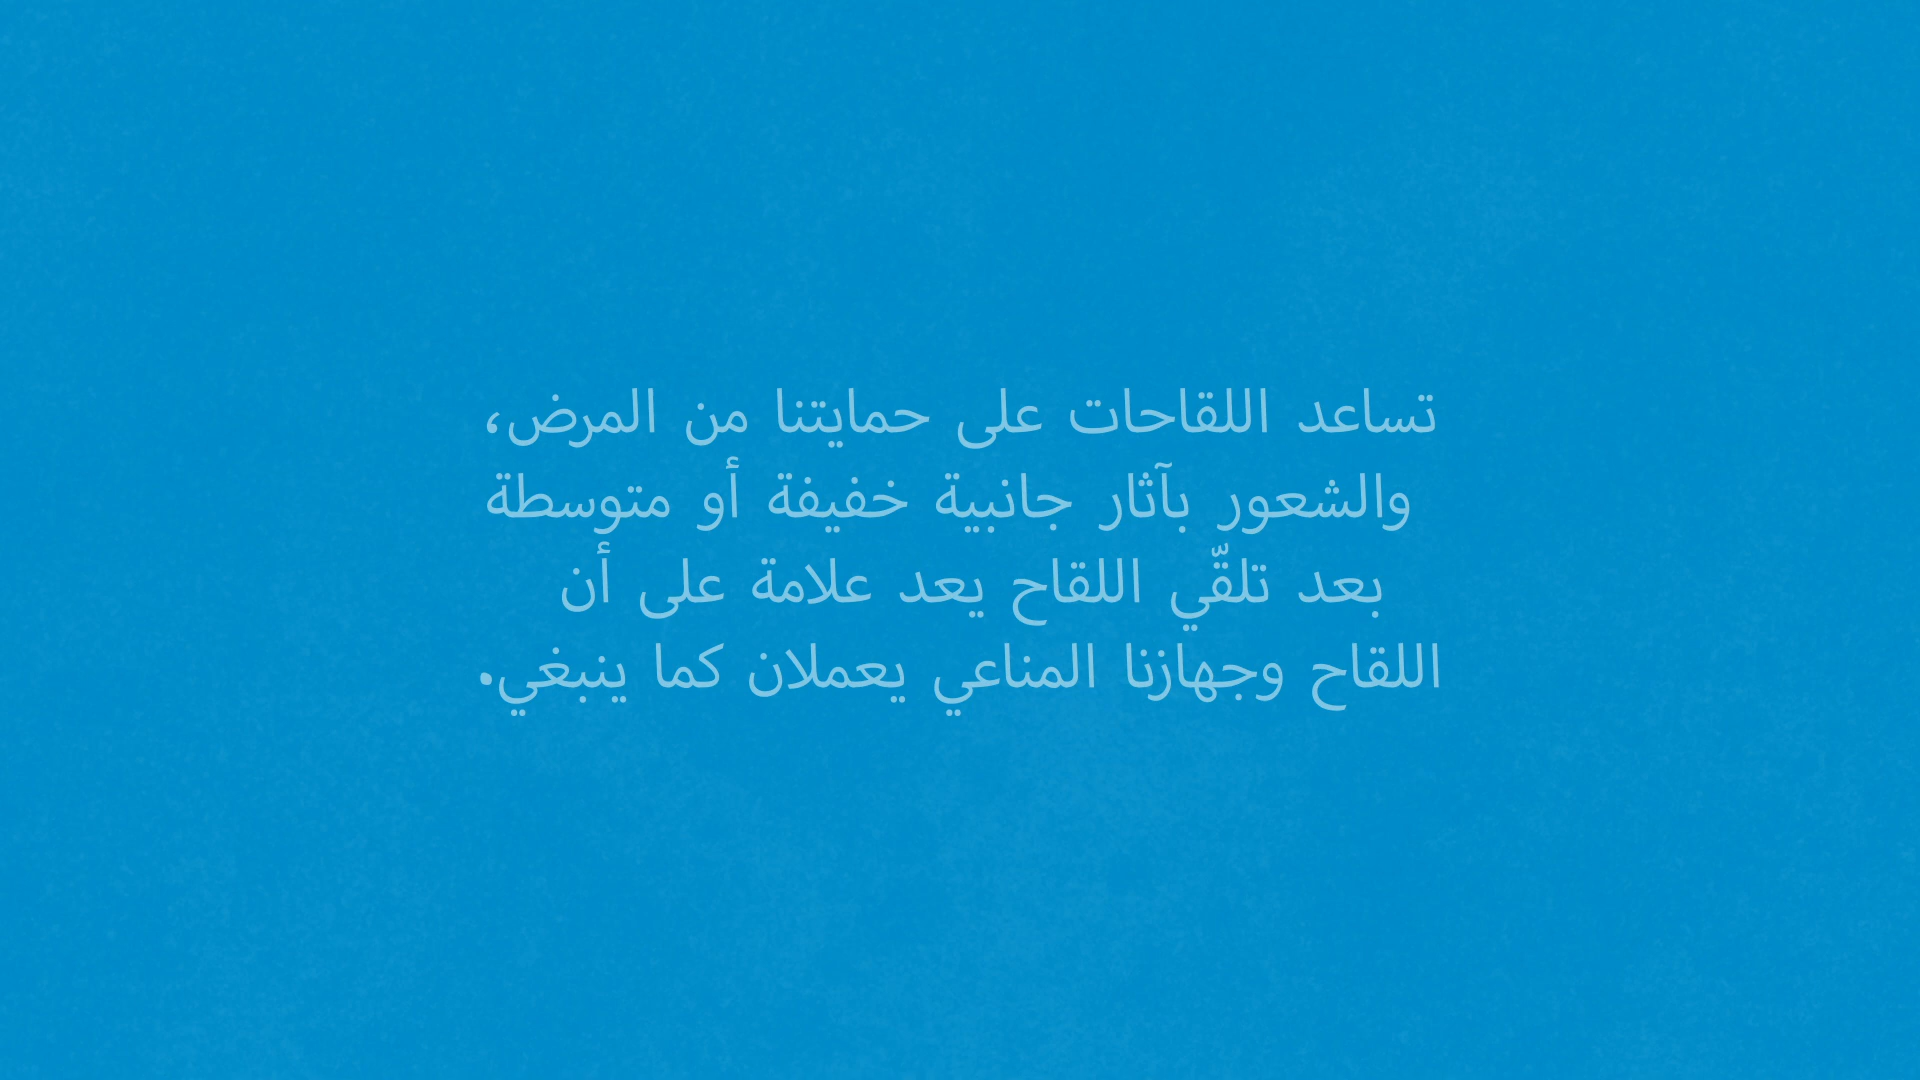 تساعد اللقاحات على حمايتنا من المرض،
والشعور بآثار جانبية خفيفة أو متوسطة
بعد تلقّي اللقاح يعد علامة على أن
اللقاح وجهازنا المناعي يعملان كما ينبغي.